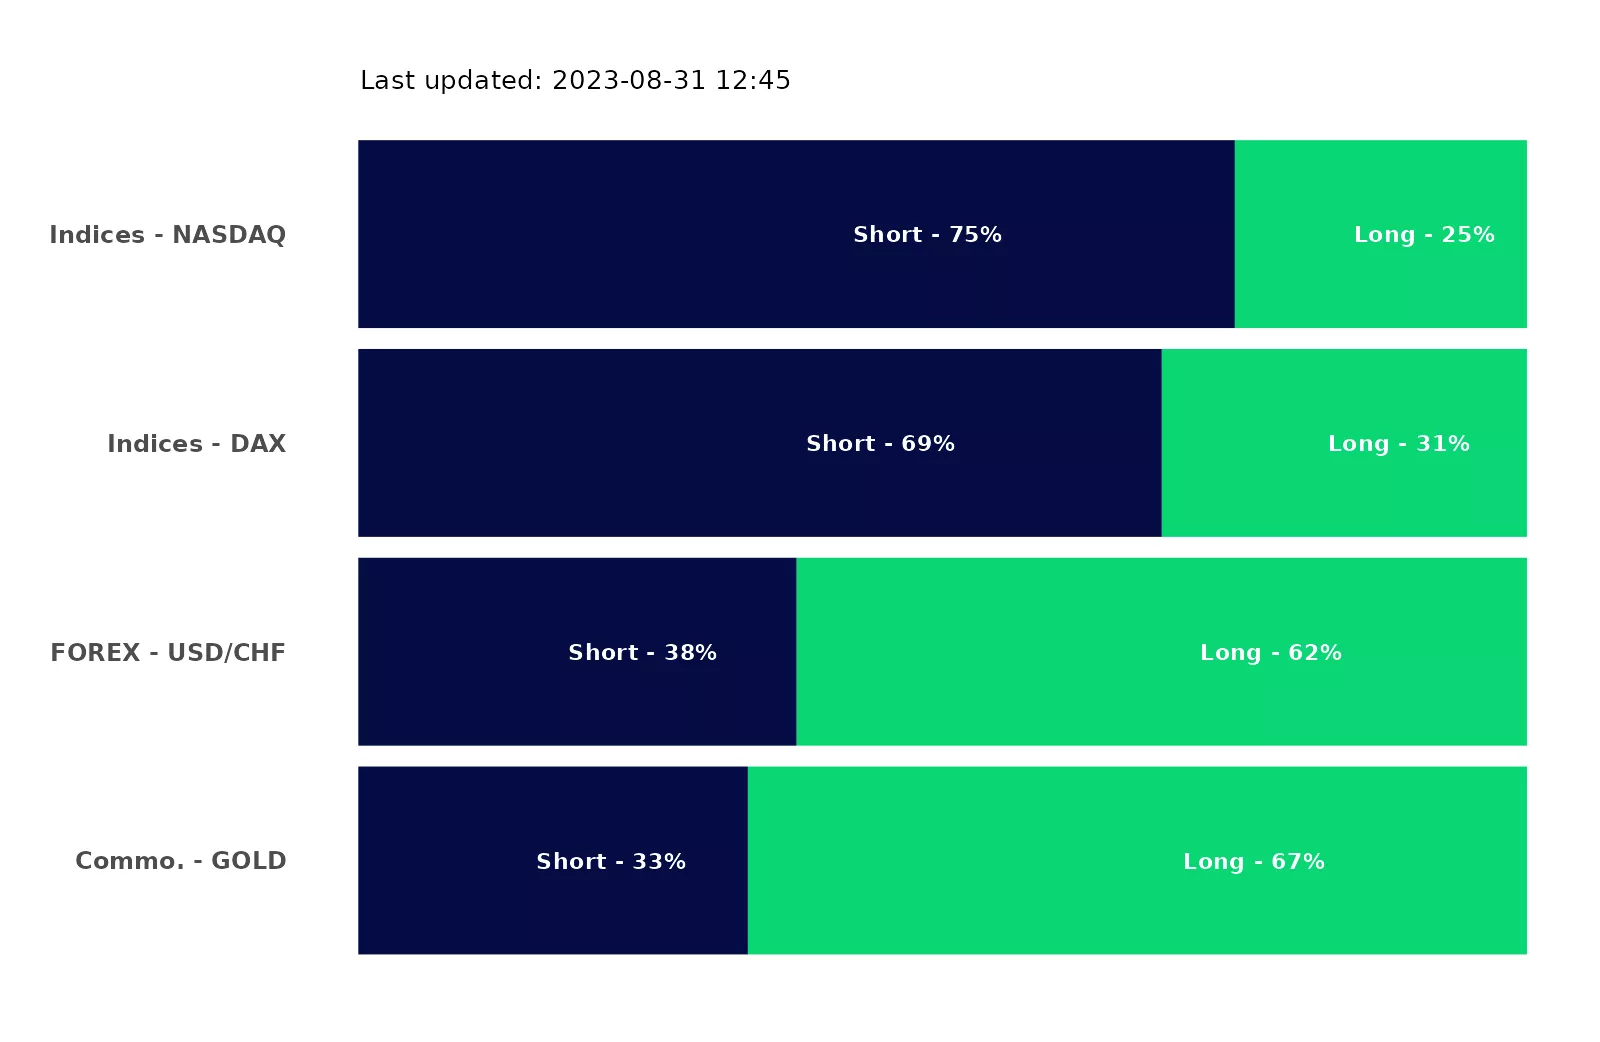 Last updated: 2023-08-31 12:45
Indices - NASDAQ Short - 75% Long - 25%
Indices - DAX Short - 69% Long - 31%
FOREX - USD/CHF Short - 38% Long - 62%
Commo. - GOLD Short - 33% Long - 67%